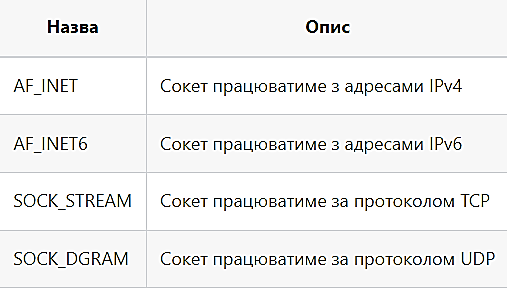 Назва Опис
AF_INET Сокет працюватиме з адресами IPv4
AF_INET6 Сокет працюватиме з адресами IPv6
SOCK_STREAM Сокет працюватиме за протоколом TCP
SOCK_DGRAM Сокет працюватиме за протоколом UDP